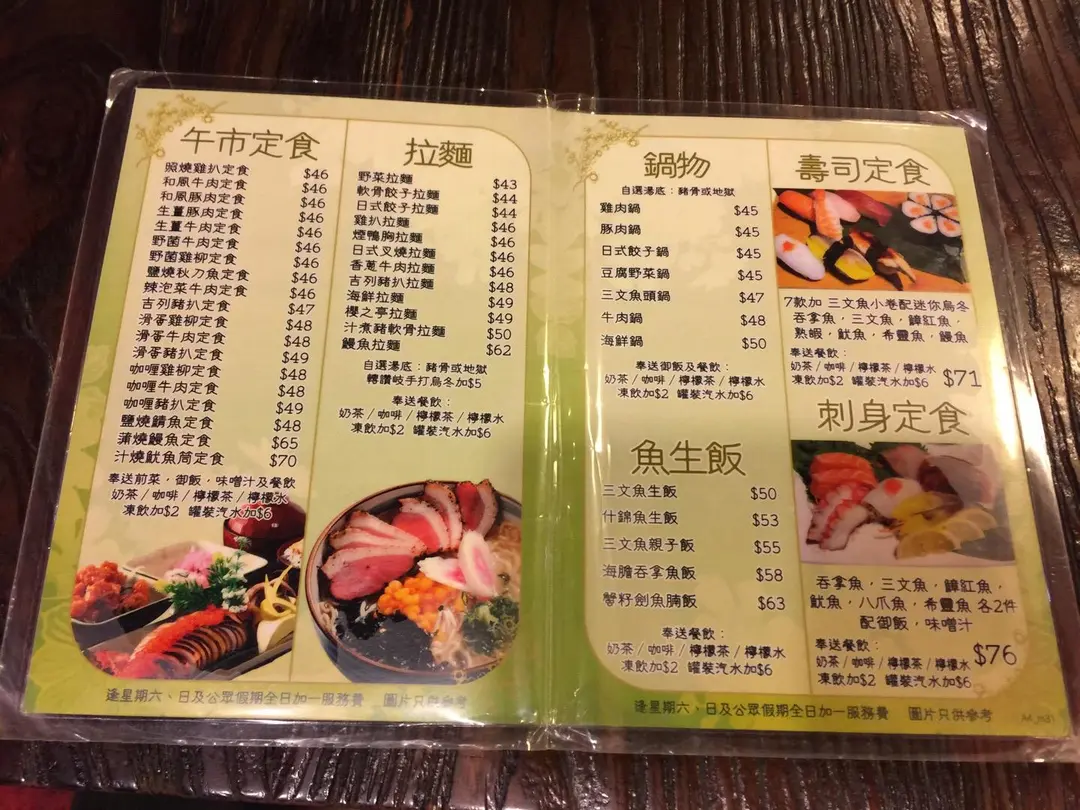 午市定食
照燒雞扒定食 $46
和風牛肉定食 $46
和風豚肉定食 $46
生薑豚肉定食 $46
生薑牛肉定食 $46
野菌牛肉定食 $46
野菌雞柳定食 $46
鹽燒秋刀魚定食 $46
辣泡菜牛肉定食 $46
吉列豬扒定食 $47
滑蛋雞柳定食 $48
滑蛋牛肉定食 $48
滑蛋豬扒定食 $49
咖喱雞柳定食 $48
咖喱牛肉定食 $48
咖喱豬扒定食 $49
鹽燒鯖魚定食 $48
蒲燒鰻魚定食 $65
汁燒魷魚筒定食 $70
奉送前菜，御飯，味噌汁及餐飲
奶茶／咖啡／檸檬茶／檸檬水
凍飲加$2 罐裝汽水加$6
拉麵
野菜拉麵 $43
軟骨餃子拉麵 $44
日式餃子拉麵 $44
雞扒拉麵 $46
煙鴨胸拉麵 $46
日式叉燒拉麵 $46
香蔥牛肉拉麵 $46
吉列豬扒拉麵 $48
海鮮拉麵 $49
櫻之亭拉麵 $49
汁煮豬軟骨拉麵 $50
鰻魚拉麵 $62
自選湯底：豬骨或地獄
轉讚岐手打烏冬加$5
奉送餐飲：
奶茶／咖啡／檸檬茶／檸檬水
凍飲加$2 罐裝汽水加$6
逢星期六、日及公眾假期全日加一服務費 圖片只供參考
鍋物
自選湯底：豬骨或地獄
雞肉鍋 $45
豚肉鍋 $45
日式餃子鍋 $45
豆腐野菜鍋 $45
三文魚頭鍋 $47
牛肉鍋 $48
海鮮鍋 $50
奉送御飯及餐飲：
奶茶／咖啡／檸檬茶／檸檬水
凍飲加$2 罐裝汽水加$6
魚生飯
三文魚生飯 $50
什錦魚生飯 $53
三文魚親子飯 $55
海膽吞拿魚飯 $58
蟹籽劍魚腩飯 $63
奉送餐飲：
奶茶／咖啡／檸檬茶／檸檬水
凍飲加$2 罐裝汽水加$6
壽司定食
7款加 三文魚小卷配迷你烏冬
吞拿魚，三文魚，鱆紅魚，
熟蝦，魷魚，希靈魚，鰻魚
奉送餐飲：
奶茶／咖啡／檸檬茶／檸檬水
凍飲加$2 罐裝汽水加$6 $71
刺身定食
吞拿魚，三文魚，鱆紅魚，
魷魚，八爪魚，希靈魚 各2件
配御飯，味噌汁
奉送餐飲：
奶茶／咖啡／檸檬茶／檸檬水
凍飲加$2 罐裝汽水加$6 $76
逢星期六、日及公眾假期全日加一服務費 圖片只供參考